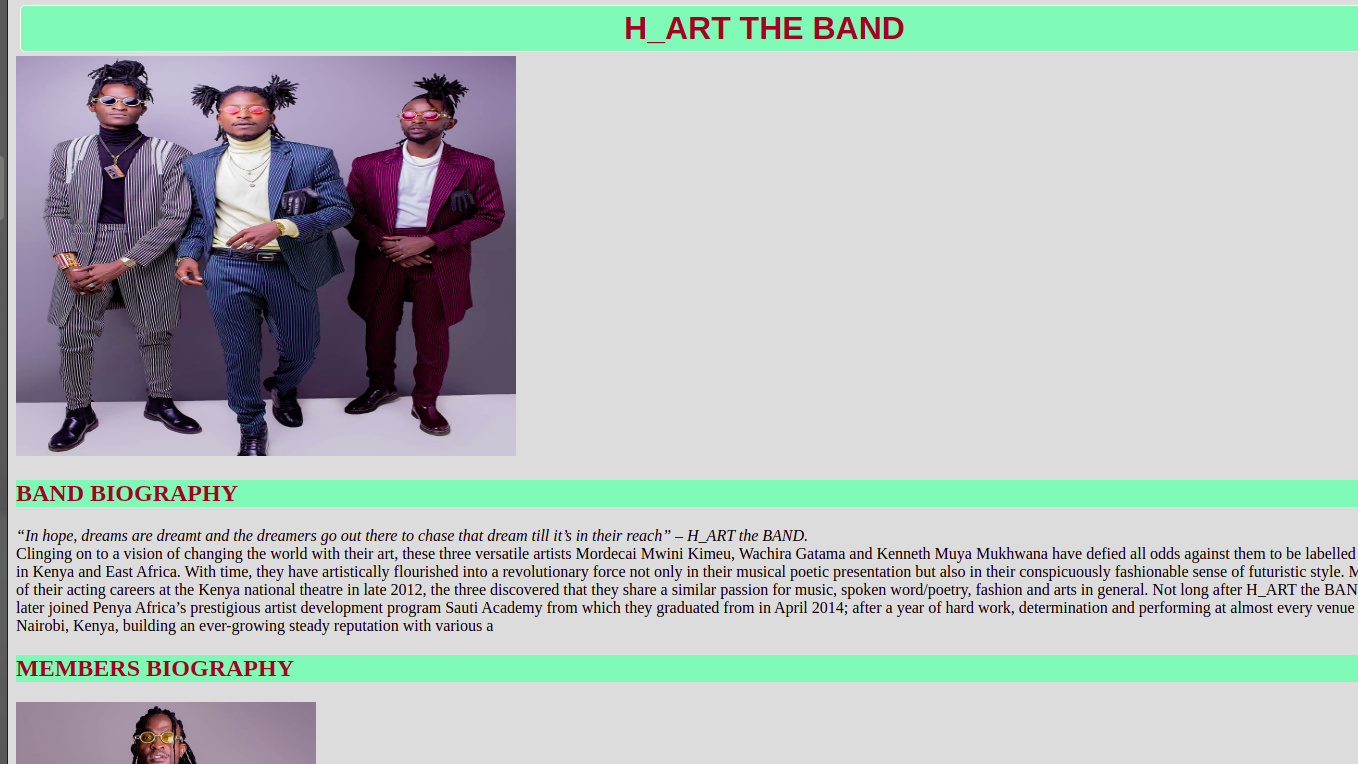 H_ART THE BAND
BAND BIOGRAPHY
“In hope, dreams are dreamt and the dreamers go out there to chase that dream till it’s in their reach” – H_ART the BAND.
Clinging on to a vision of changing the world with their art, these three versatile artists Mordecai Mwini Kimeu, Wachira Gatama and Kenneth Muya Mukhwana have defied all odds against them to be labelled
in Kenya and East Africa. With time, they have artistically flourished into a revolutionary force not only in their musical poetic presentation but also in their conspicuously fashionable sense of futuristic style. M
of their acting careers at the Kenya national theatre in late 2012, the three discovered that they share a similar passion for music, spoken word/poetry, fashion and arts in general. Not long after H_ART the BAN
later joined Penya Africa’s prestigious artist development program Sauti Academy from which they graduated from in April 2014; after a year of hard work, determination and performing at almost every venue
Nairobi, Kenya, building an ever-growing steady reputation with various a
MEMBERS BIOGRAPHY